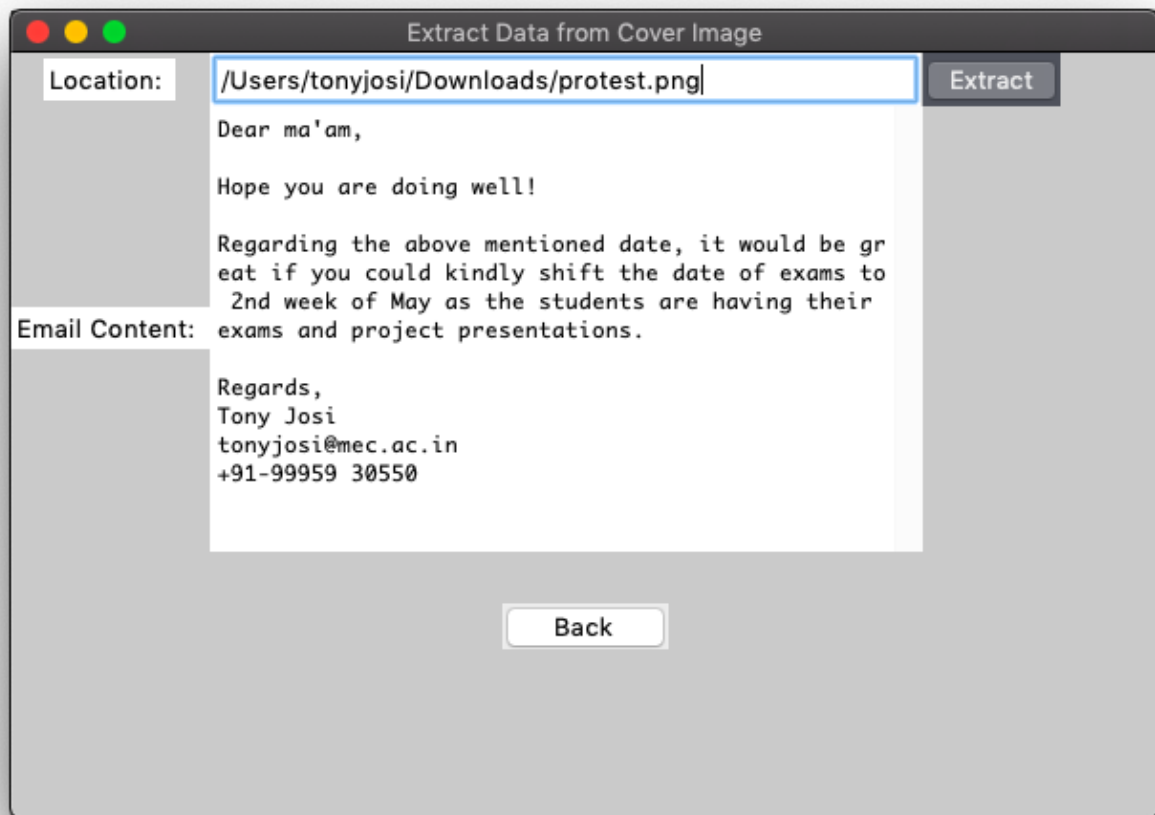 Extract Data from Cover Image
Location:
/Users/tonyjosi/Downloads/protest.png
Extract
Dear ma'am,
Hope you are doing well!
Regarding the above mentioned date, it would be gr
eat if you could kindly shift the date of exams to
2nd week of May as the students are having their
Email Content:
exams and project presentations.
Regards,
Tony Josi
tonyjosi@mec.ac.in
+91-99959 30550
Back